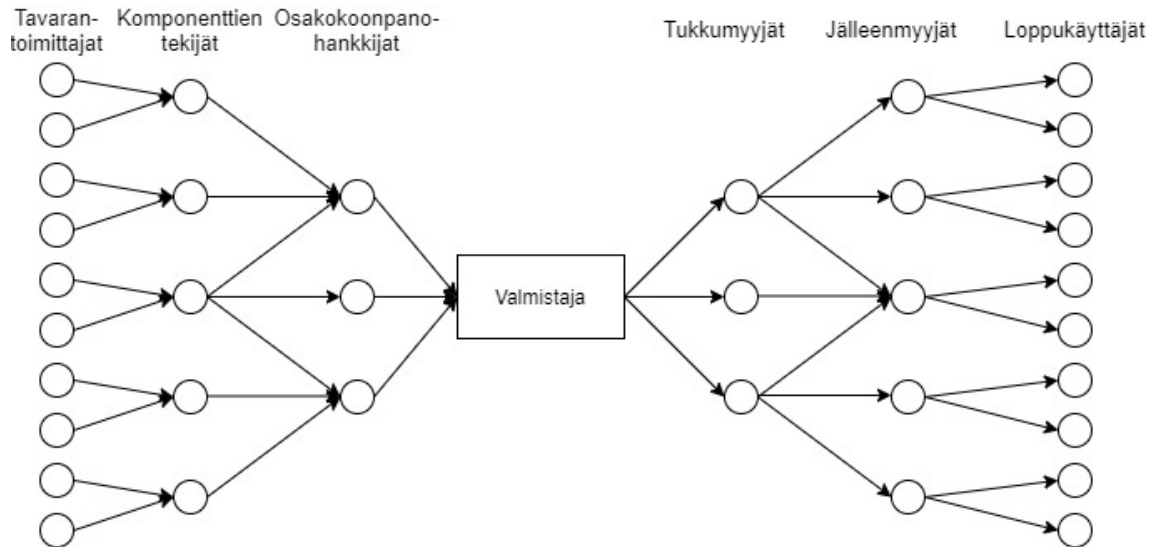 Tavaran-
toimittajat
Komponenttien
tekijät
Osakokoonpano-
hankkijat
Tukkumyyjät
Jälleenmyyjät
Loppukäyttäjät
Valmistaja